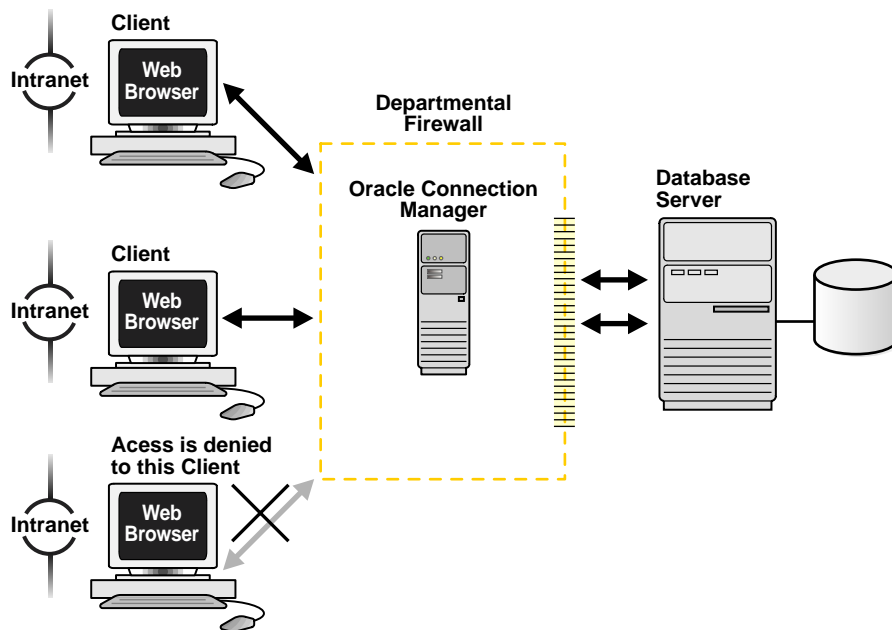 Client
Intranet
Web
Browser
Departmental
Firewall
Oracle Connection
Manager
Database
Server
Client
Intranet
Web
Browser
Acess is denied
to this Client
Intranet
Web
Browser